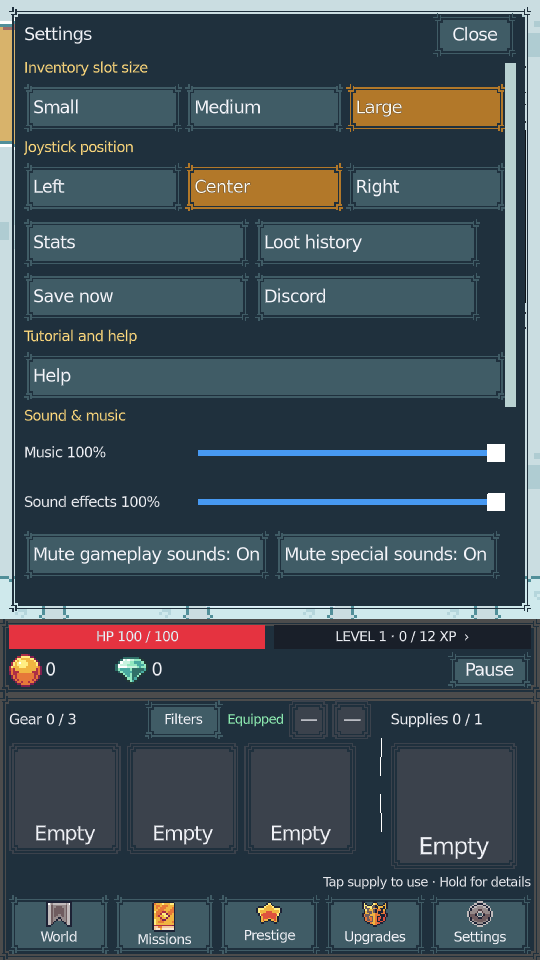 Settings
Close
Inventory slot size
Small Medium Large
Joystick position
Left Center Right
Stats Loot history
Save now Discord
Tutorial and help
Help
Sound & music
Music 100%
Sound effects 100%
Mute gameplay sounds: On Mute special sounds: On
HP 100 / 100 LEVEL 1 · 0 / 12 XP ›
0 0 Pause
Gear 0 / 3 Filters Equipped — — Supplies 0 / 1
Empty Empty Empty Empty
Tap supply to use · Hold for details
World Missions Prestige Upgrades Settings